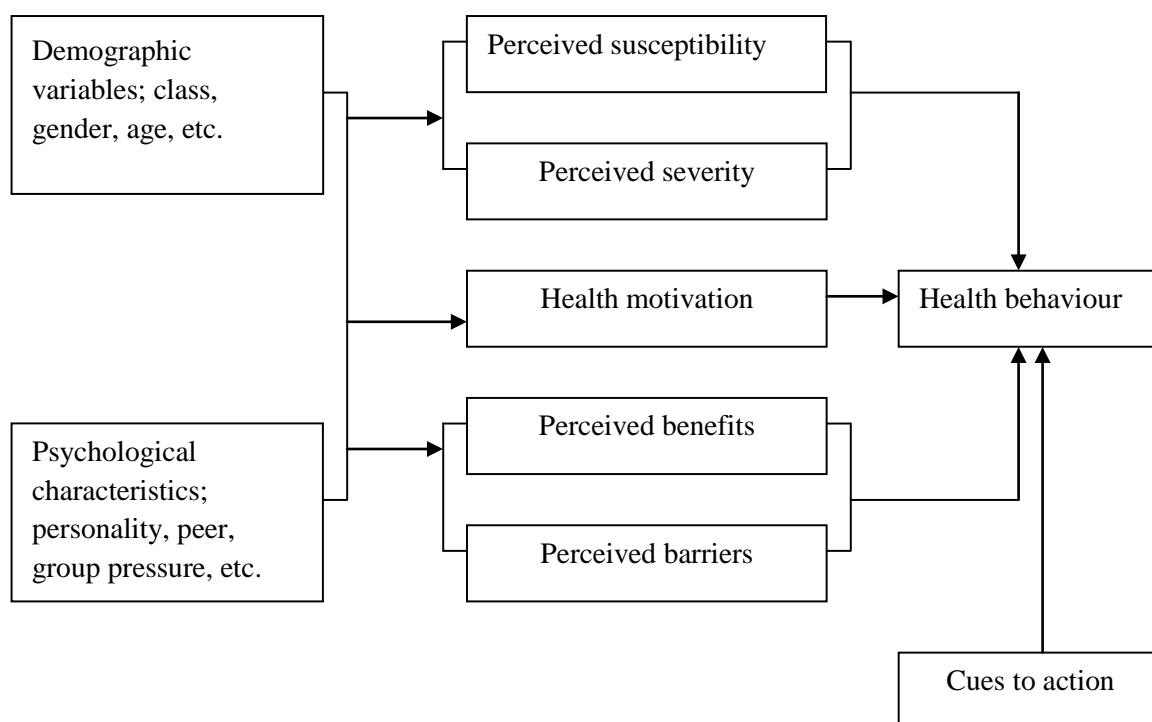 Demographic
variables; class,
gender, age, etc.
Perceived susceptibility
Perceived severity
Health motivation
Health behaviour
Psychological
characteristics;
personality, peer,
group pressure, etc.
Perceived benefits
Perceived barriers
Cues to action